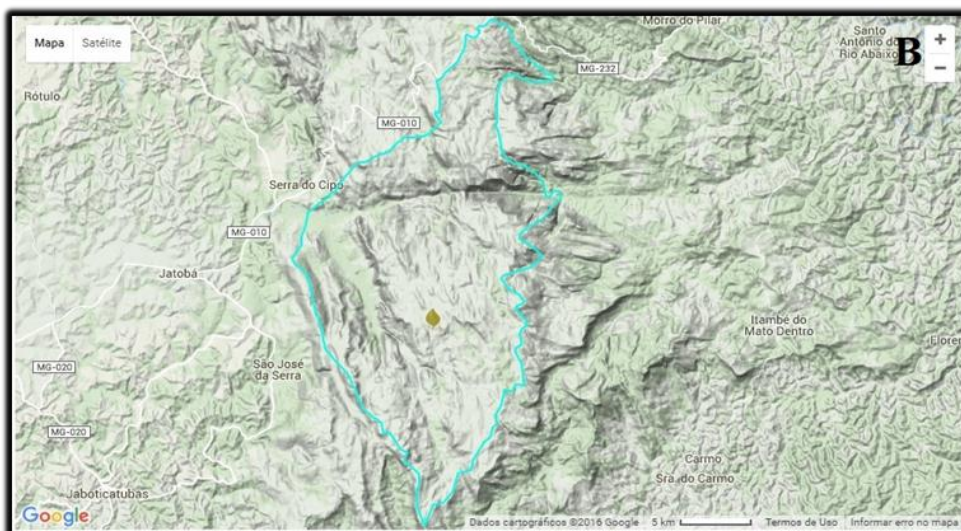 Mapa Satélite
Morro do Pilar
Santo
Antônio do
Rio Abaixo
B
+
−
MG-232
Rótulo
MG-010
Serra do Cipó
MG-010
Jatobá
Itambé do
Mato Dentro
MG-020
São José
da Serra
MG-020
Jaboticatubas
Carmo
Sra do Carmo
Google
Dados cartográficos ©2016 Google 5 km Termos de Uso Informar erro no mapa